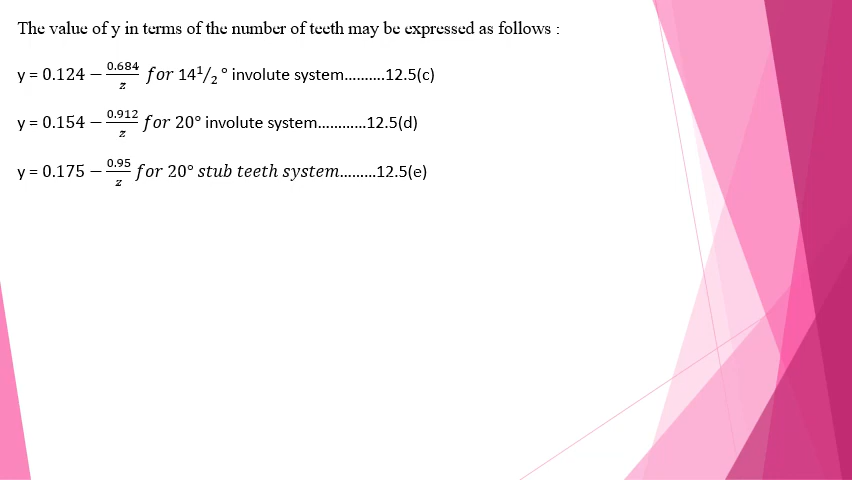 The value of y in terms of the number of teeth may be expressed as follows :
y = 0.124 − 0.684/z for 14 1/2 ° involute system..........12.5(c)
y = 0.154 − 0.912/z for 20° involute system............12.5(d)
y = 0.175 − 0.95/z for 20° stub teeth system.........12.5(e)